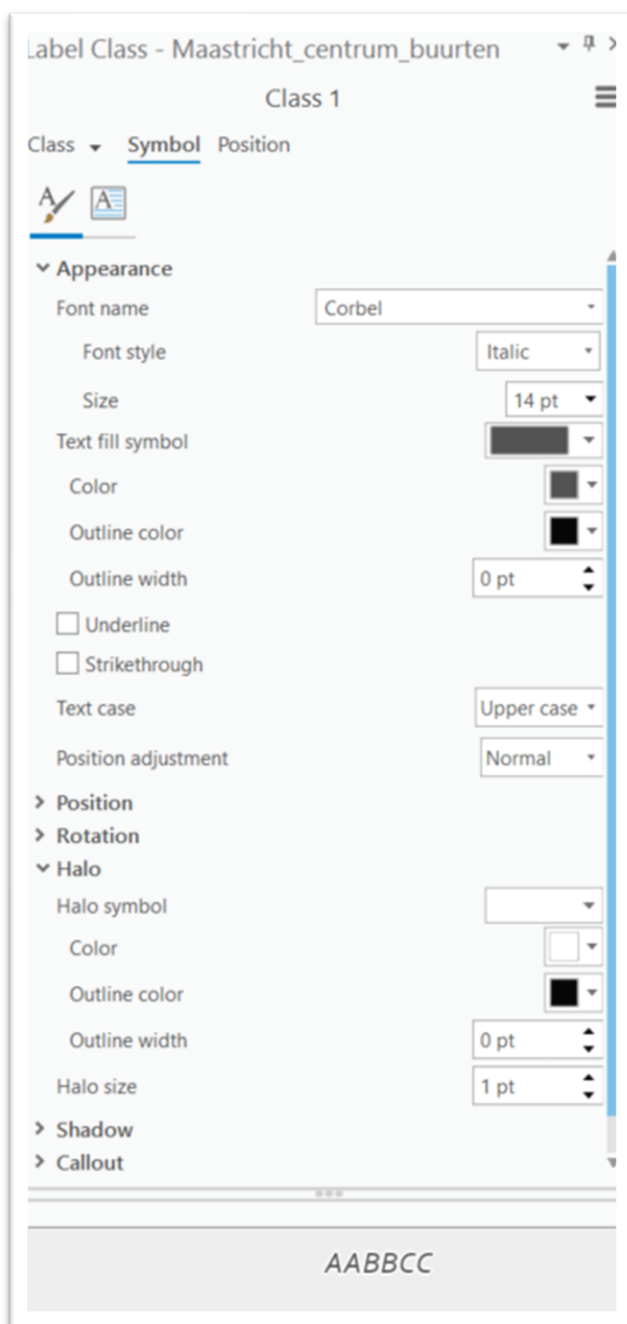 Label Class - Maastricht_centrum_buurten
Class 1
Class Symbol Position
Appearance
Font name Corbel
Font style Italic
Size 14 pt
Text fill symbol
Color
Outline color
Outline width 0 pt
Underline
Strikethrough
Text case Upper case
Position adjustment Normal
Position
Rotation
Halo
Halo symbol
Color
Outline color
Outline width 0 pt
Halo size 1 pt
Shadow
Callout
AABBCC